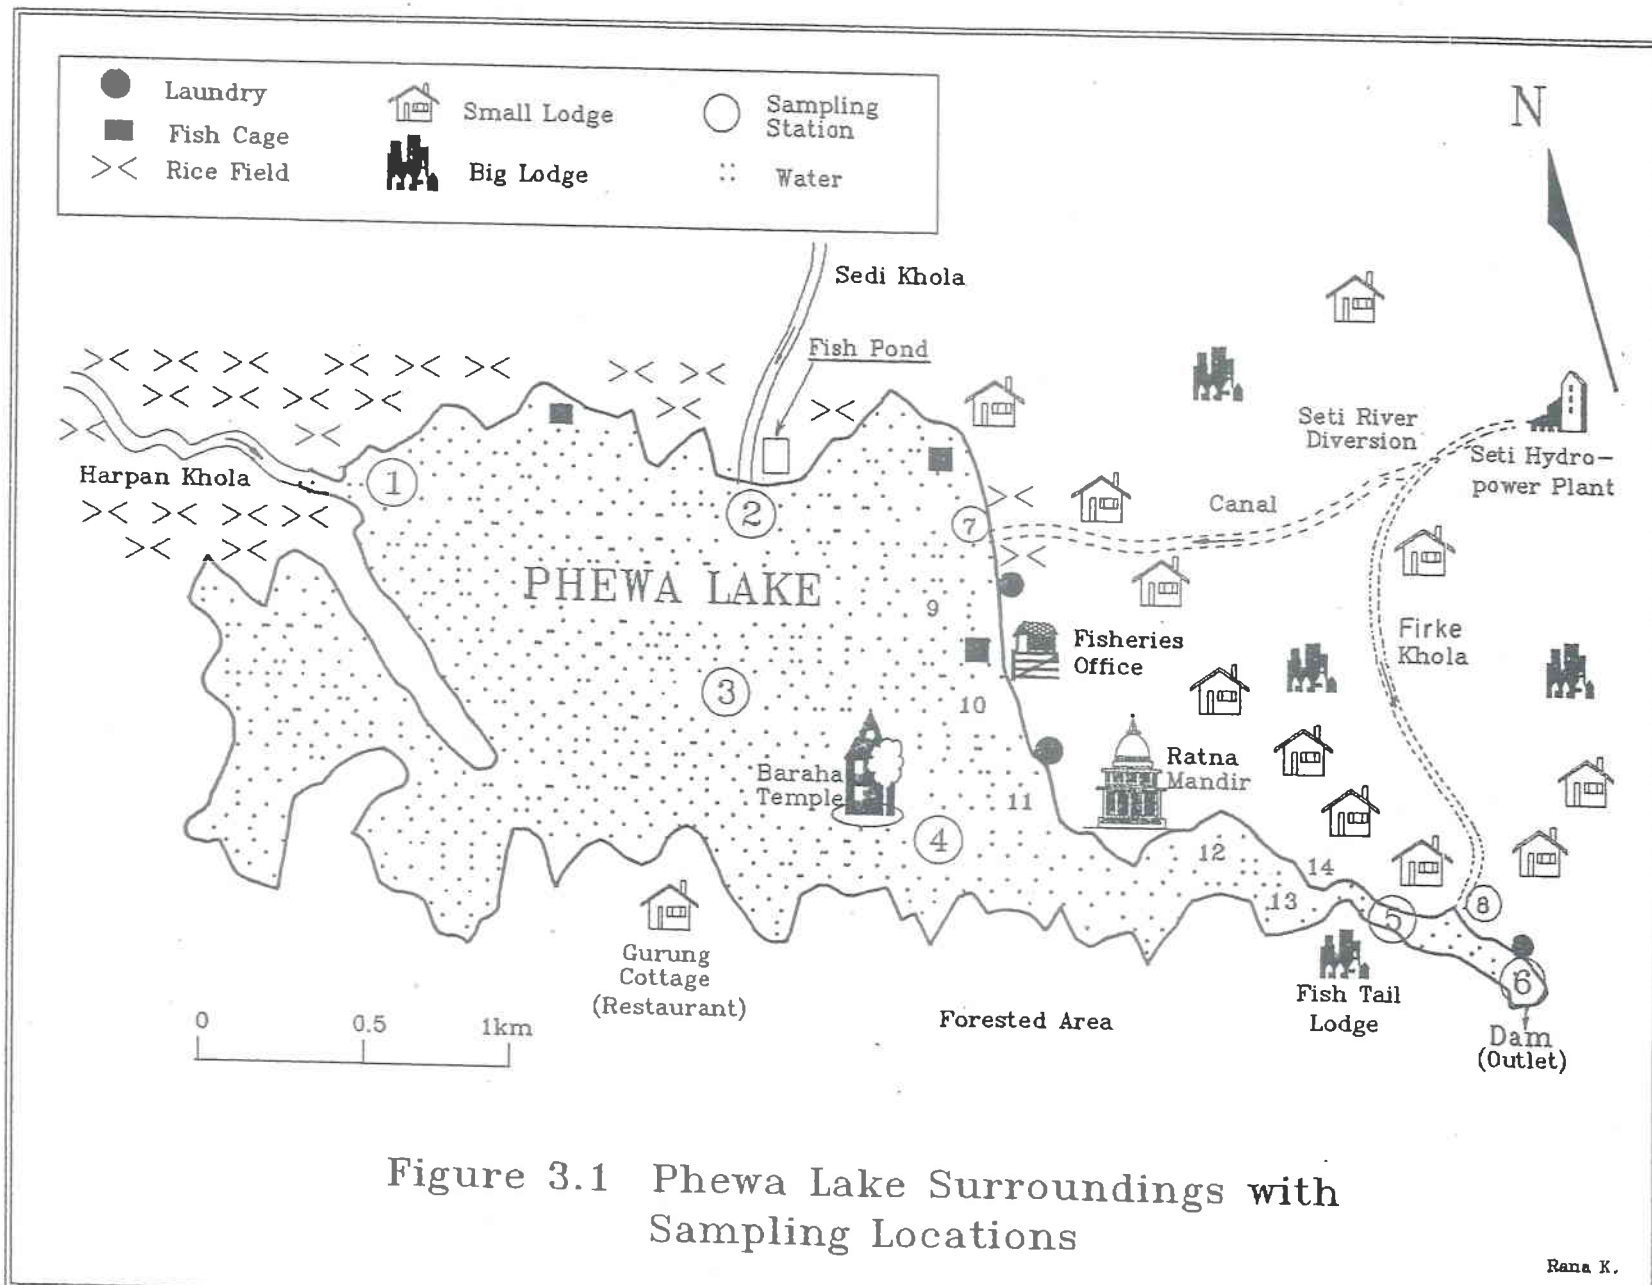 Laundry
Fish Cage
Rice Field
Small Lodge
Big Lodge
Sampling
Station
Water
N
Sedi Khola
Fish Pond
Seti River
Diversion
Seti Hydro-
power Plant
Harpan Khola
Canal
1
2
7
PHEWA LAKE
9
Fisheries
Office
Firke
Khola
3
10
Baraha
Temple
Ratna
Mandir
11
4
12
14
13
5
8
6
Gurung
Cottage
(Restaurant)
Forested Area
Fish Tail
Lodge
Dam
(Outlet)
0 0.5 1km
Figure 3.1 Phewa Lake Surroundings with
Sampling Locations
Rana K.